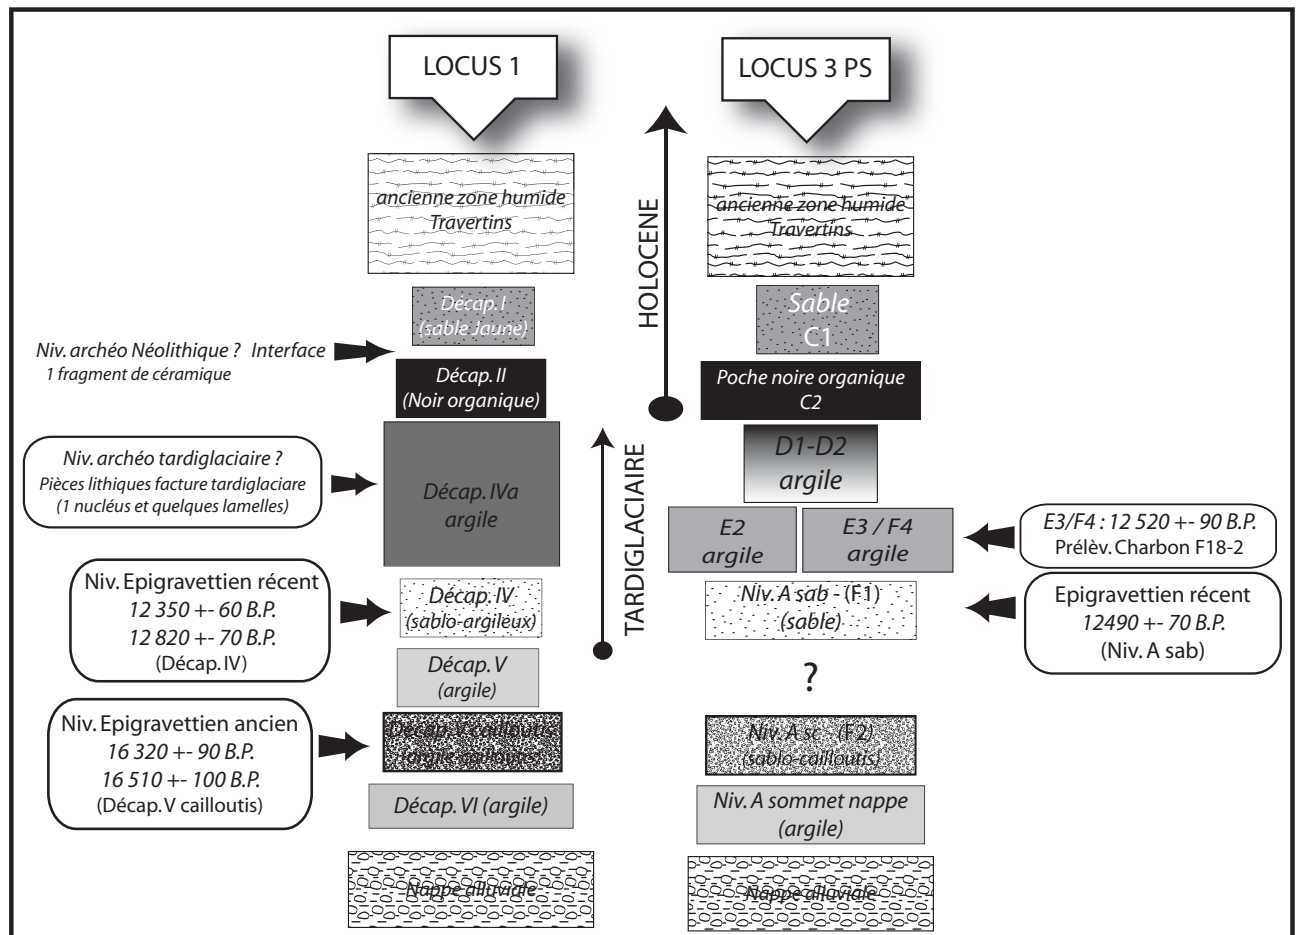 LOCUS 1
ancienne zone humide
Travertins
Décap. I
(sable Jaune)
Niv. archéo Néolithique ? Interface
1 fragment de céramique
Décap. II
(Noir organique)
Niv. archéo tardiglaciaire ?
Pièces lithiques facture tardiglaciare
(1 nucléus et quelques lamelles)
Décap. IVa
argile
Niv. Epigravettien récent
12 350 +- 60 B.P.
12 820 +- 70 B.P.
(Décap. IV)
Décap. IV
(sablo-argileux)
Décap. V
(argile)
Niv. Epigravettien ancien
16 320 +- 90 B.P.
16 510 +- 100 B.P.
(Décap. V cailloutis)
Décap. V cailloutis
(argile-cailloutis)
Décap. VI (argile)
Nappe alluviale
HOLOCENE
TARDIGLACIAIRE
LOCUS 3 PS
ancienne zone humide
Travertins
Sable
C1
Poche noire organique
C2
D1-D2
argile
E2
argile
E3 / F4
argile
E3/F4 : 12 520 +- 90 B.P.
Prélèv. Charbon F18-2
Niv. A sab - (F1)
(sable)
Epigravettien récent
12490 +- 70 B.P.
(Niv. A sab)
?
Niv. A sc - (F2)
(sablo-cailloutis)
Niv. A sommet nappe
(argile)
Nappe alluviale